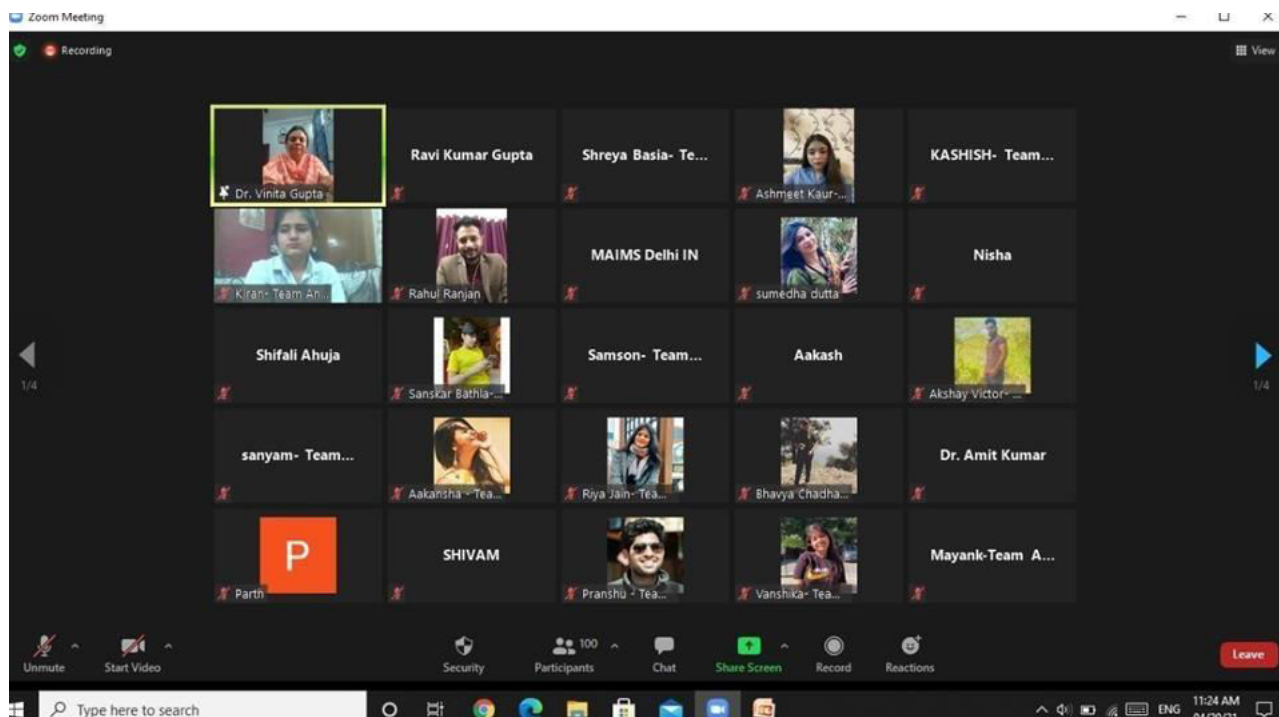 Zoom Meeting
Recording
View
Dr. Vinita Gupta-
Ravi Kumar Gupta
Shreya Basia- Te...
Ashmeet Kaur-...
KASHISH- Team...
Kiran- Team An...
Rahul Ranjan
MAIMS Delhi IN
sumedha dutta
Nisha
Shifali Ahuja
Sanskar Bathla-...
Samson- Team...
Aakash
Akshay Victor- ...
1/4
1/4
sanyam- Team...
Aakansha - Tea...
Riya Jain- Tea...
Bhavya Chadha...
Dr. Amit Kumar
P
Parth
SHIVAM
Pranshu - Tea...
Vanshika- Tea...
Mayank-Team A...
Unmute
Start Video
Security
100
Participants
Chat
Share Screen
Record
Reactions
Leave
Type here to search
ENG
11:24 AM